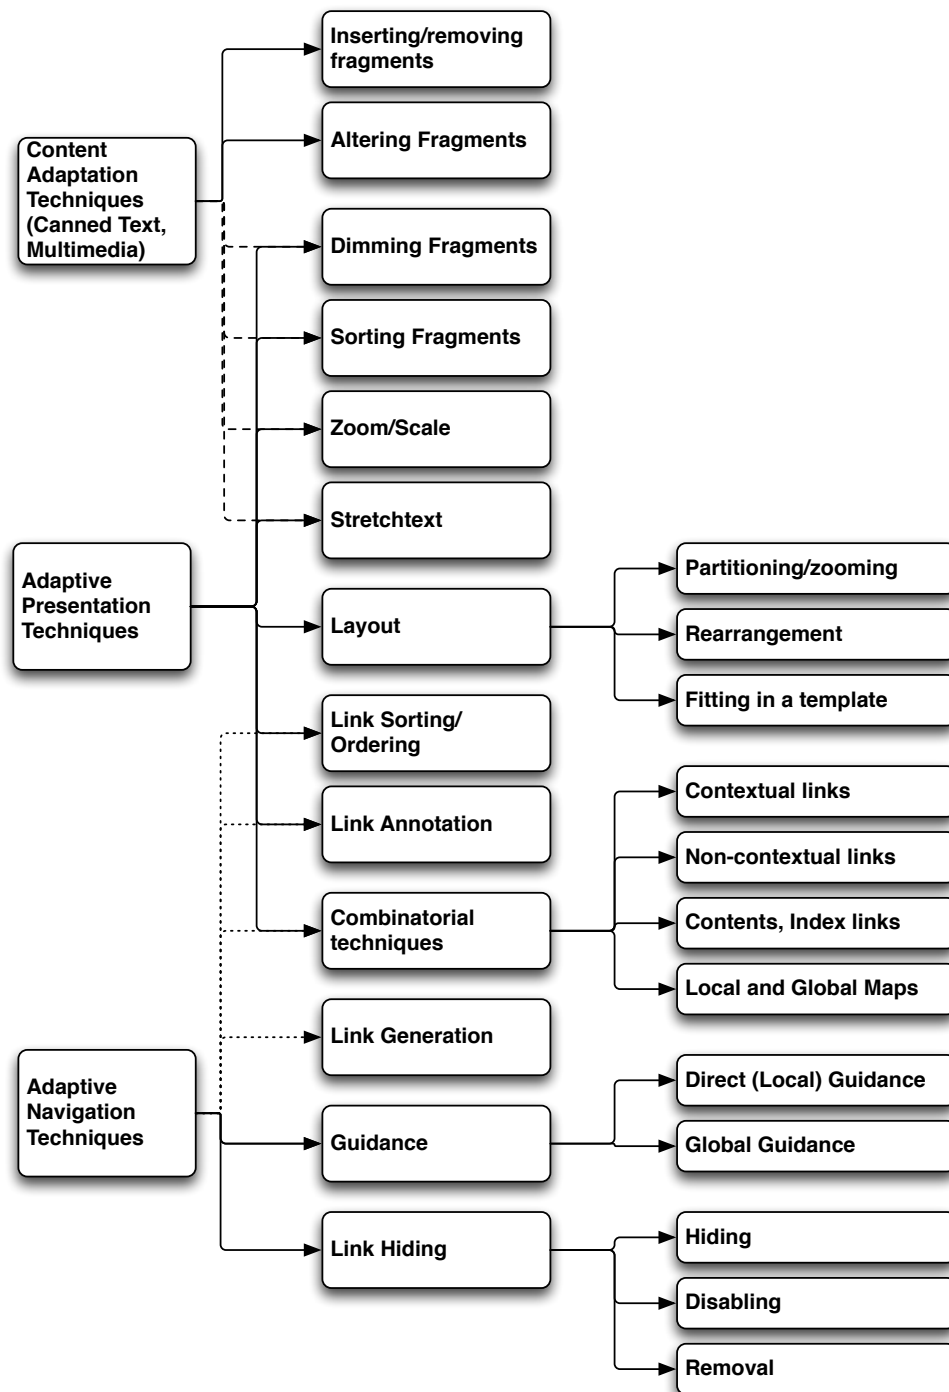 Content
Adaptation
Techniques
(Canned Text,
Multimedia)
Adaptive
Presentation
Techniques
Adaptive
Navigation
Techniques
Inserting/removing
fragments
Altering Fragments
Dimming Fragments
Sorting Fragments
Zoom/Scale
Stretchtext
Layout
Link Sorting/
Ordering
Link Annotation
Combinatorial
techniques
Link Generation
Guidance
Link Hiding
Partitioning/zooming
Rearrangement
Fitting in a template
Contextual links
Non-contextual links
Contents, Index links
Local and Global Maps
Direct (Local) Guidance
Global Guidance
Hiding
Disabling
Removal